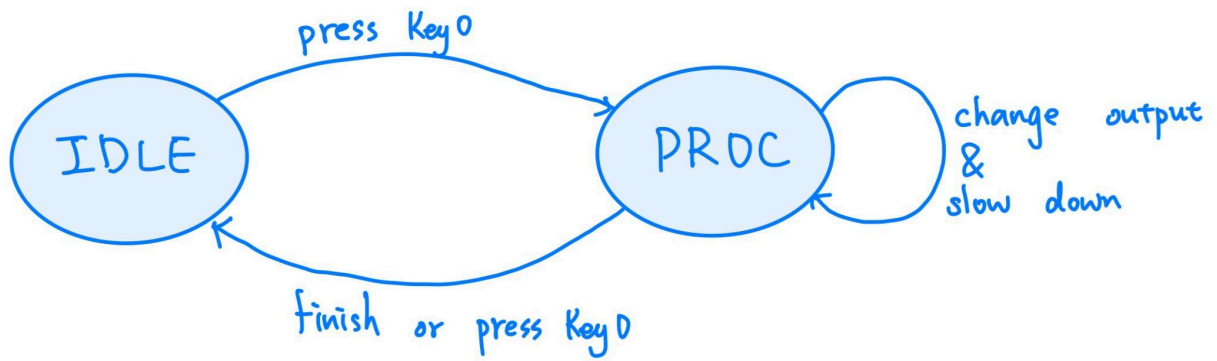 press Key0
IDLE
PROC
change output
&
slow down
finish or press Key0